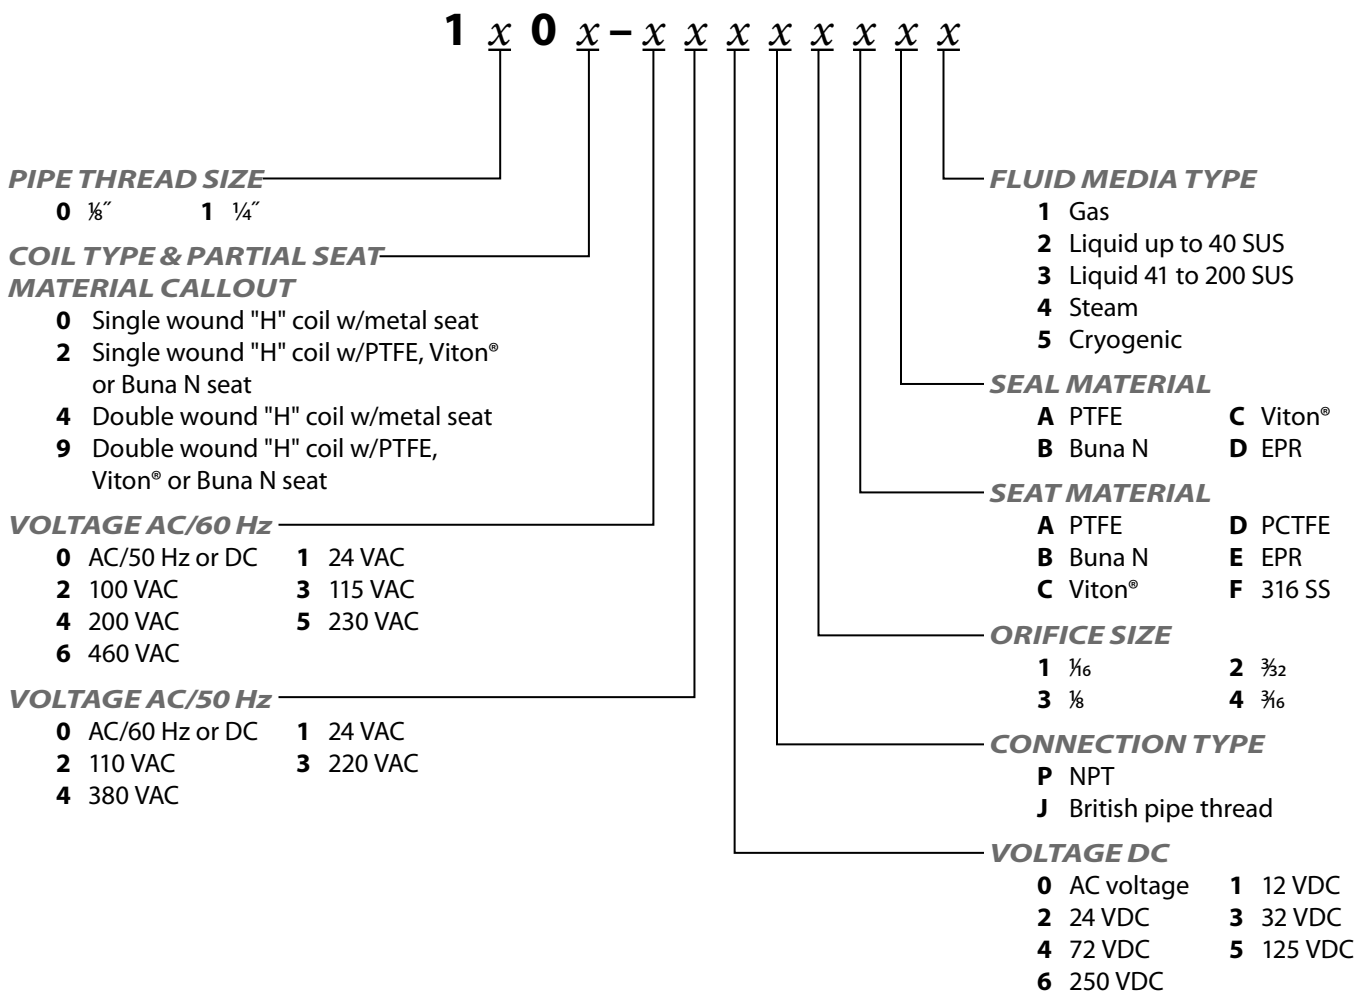 1 x 0 x – x x x x x x x x
PIPE THREAD SIZE
0 ⅛″ 1 ¼″
COIL TYPE & PARTIAL SEAT
MATERIAL CALLOUT
0 Single wound "H" coil w/metal seat
2 Single wound "H" coil w/PTFE, Viton®
or Buna N seat
4 Double wound "H" coil w/metal seat
9 Double wound "H" coil w/PTFE,
Viton® or Buna N seat
VOLTAGE AC/60 Hz
0 AC/50 Hz or DC 1 24 VAC
2 100 VAC 3 115 VAC
4 200 VAC 5 230 VAC
6 460 VAC
VOLTAGE AC/50 Hz
0 AC/60 Hz or DC 1 24 VAC
2 110 VAC 3 220 VAC
4 380 VAC
FLUID MEDIA TYPE
1 Gas
2 Liquid up to 40 SUS
3 Liquid 41 to 200 SUS
4 Steam
5 Cryogenic
SEAL MATERIAL
A PTFE C Viton®
B Buna N D EPR
SEAT MATERIAL
A PTFE D PCTFE
B Buna N E EPR
C Viton® F 316 SS
ORIFICE SIZE
1 1⁄16 2 3⁄32
3 ⅛ 4 3⁄16
CONNECTION TYPE
P NPT
J British pipe thread
VOLTAGE DC
0 AC voltage 1 12 VDC
2 24 VDC 3 32 VDC
4 72 VDC 5 125 VDC
6 250 VDC